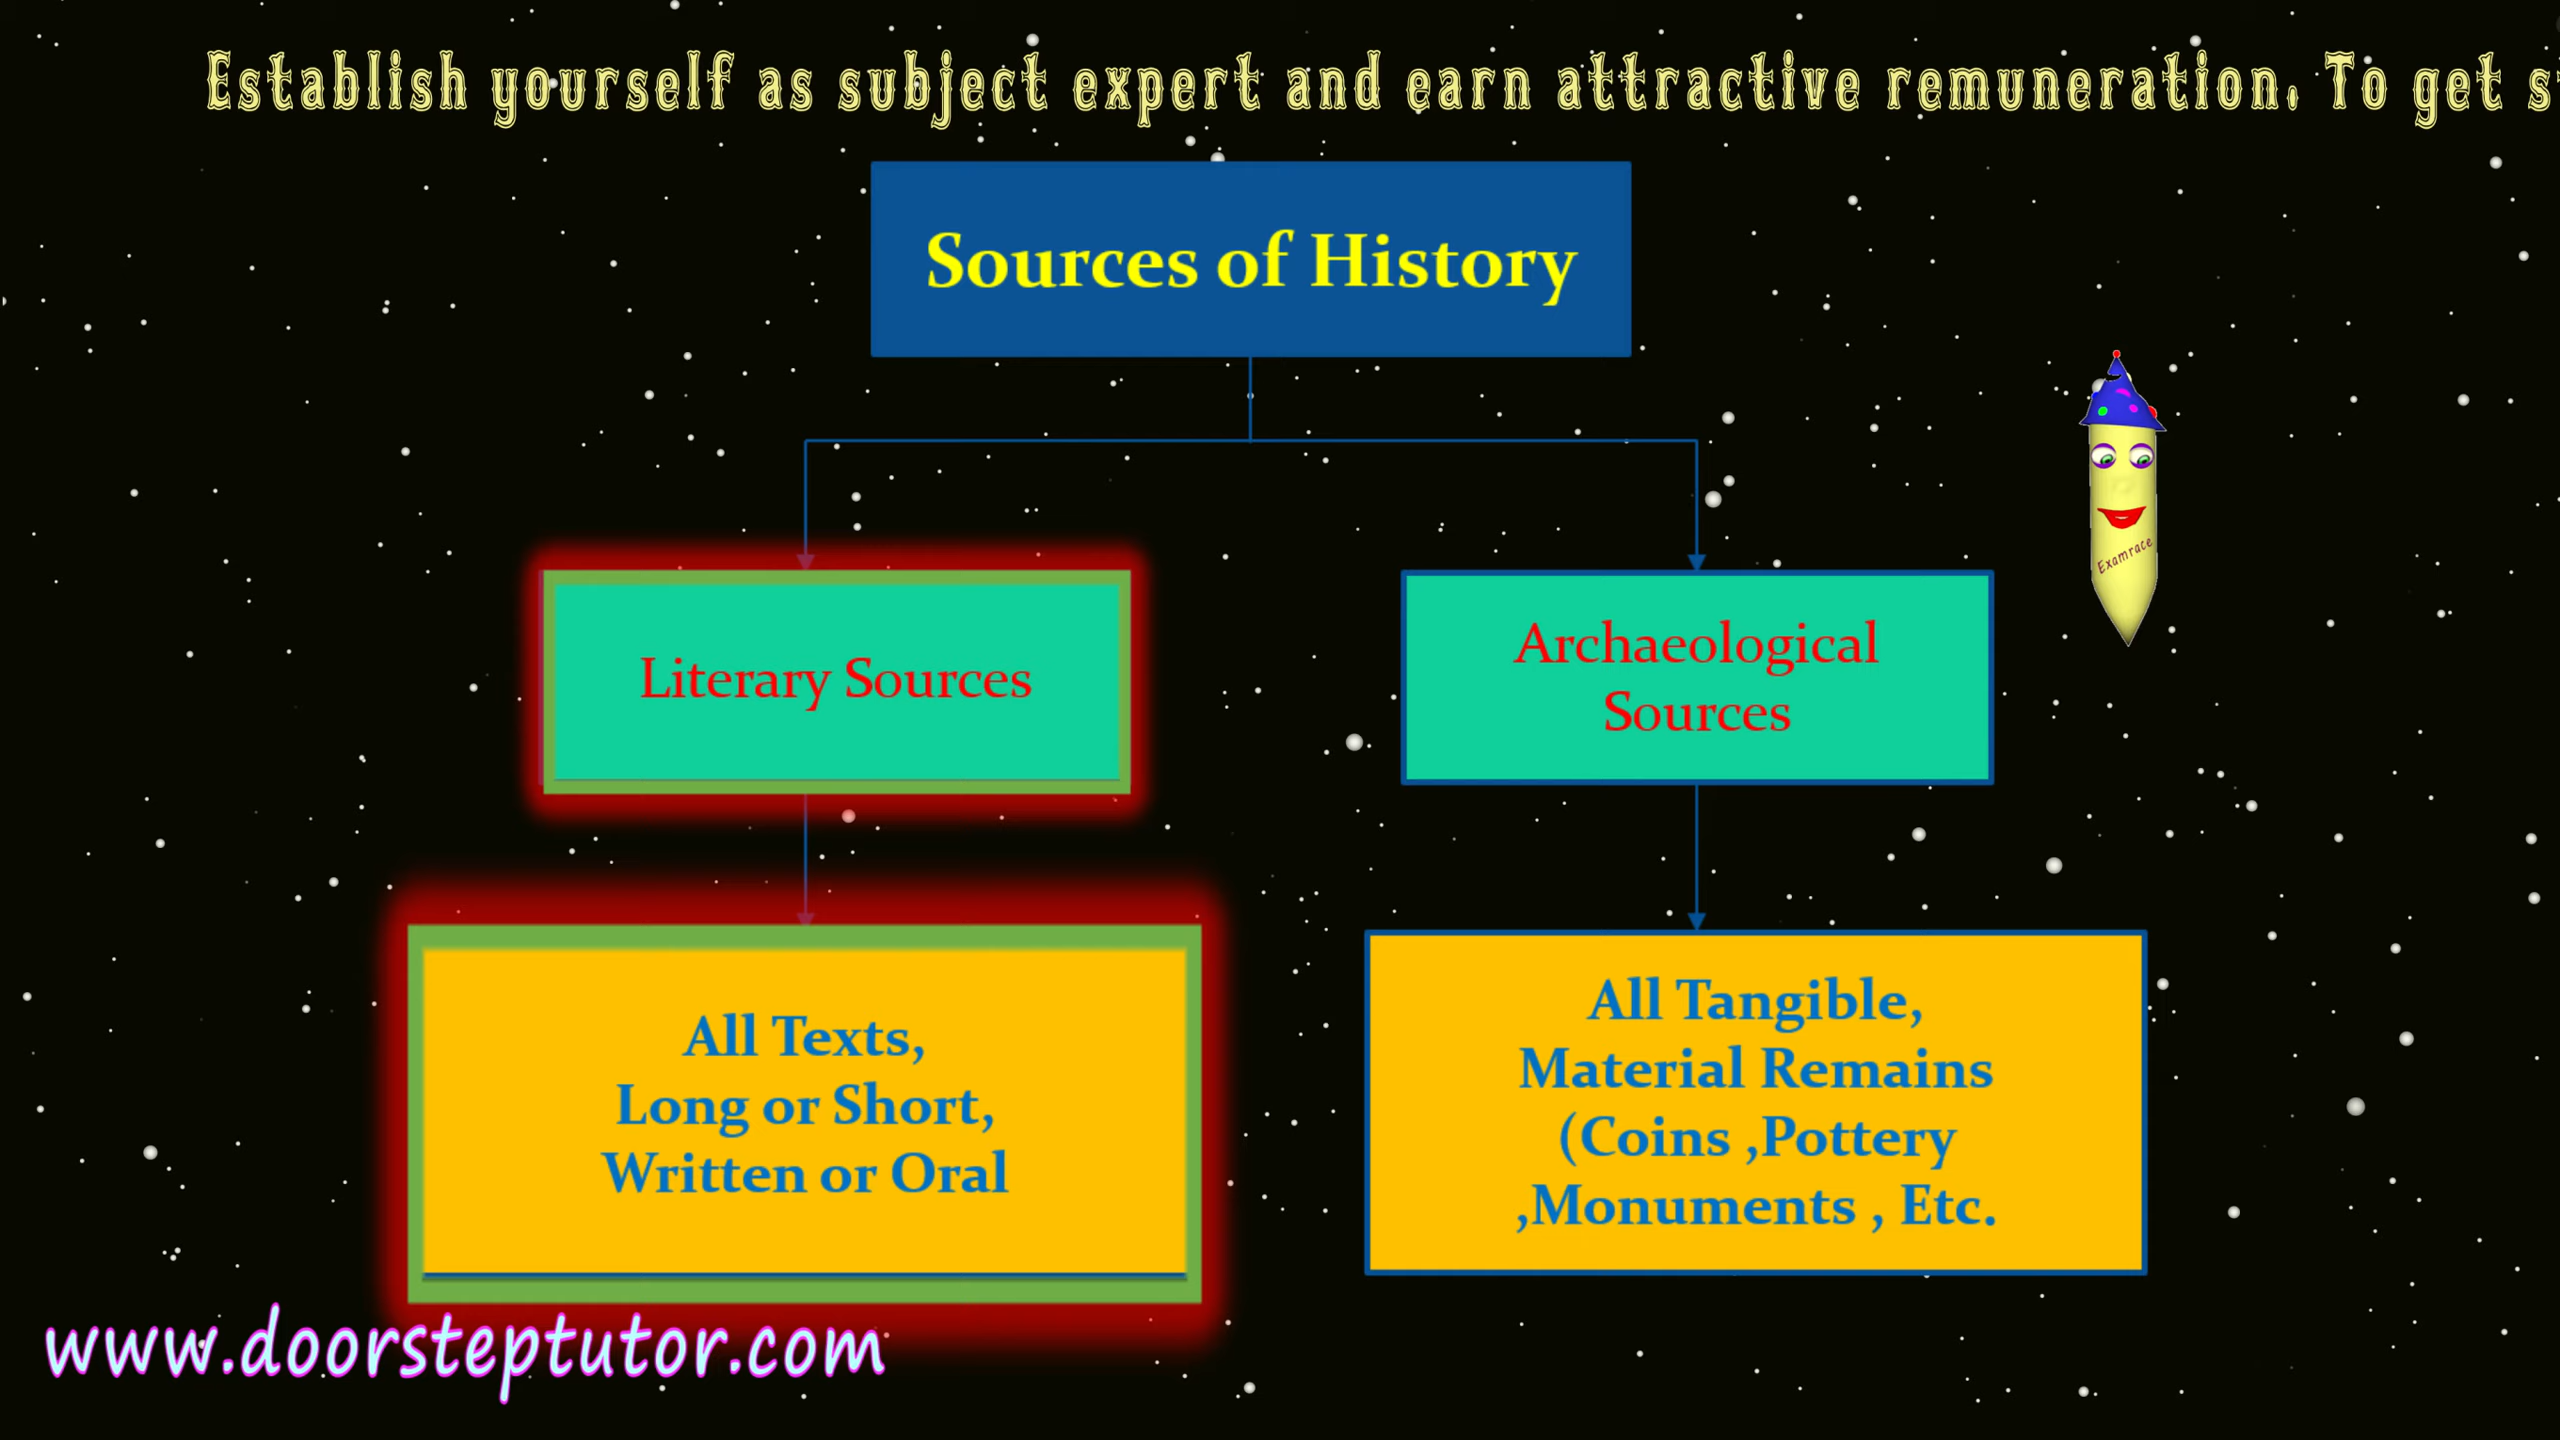 Establish yourself as subject expert and earn attractive remuneration. To get
Sources of History
Literary Sources
Archaeological
Sources
Examrace
All Texts,
Long or Short,
Written or Oral
All Tangible,
Material Remains
(Coins ,Pottery
,Monuments , Etc.
www.doorsteptutor.com